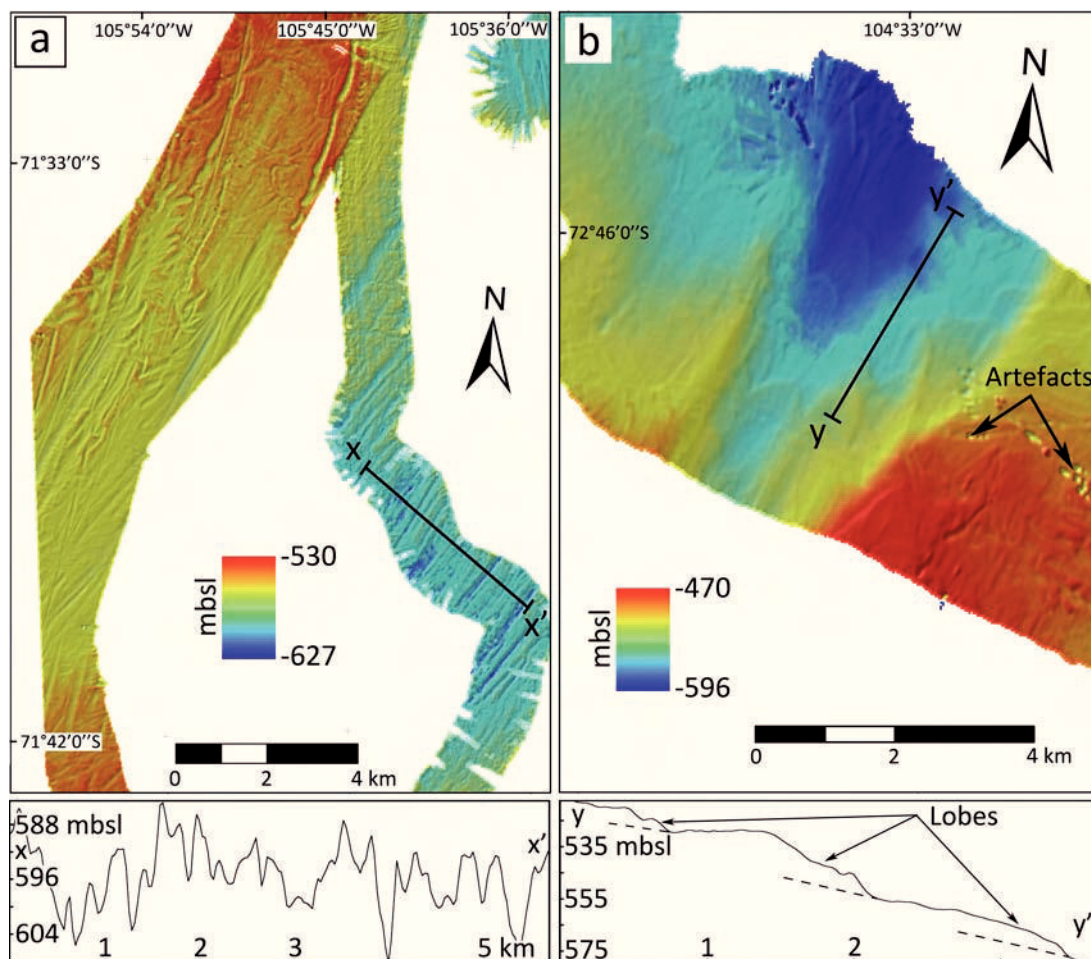 a
105°54'0''W
105°45'0''W
105°36'0''W
71°33'0''S
N
x
x'
-530
mbsl
-627
71°42'0''S
0 2 4 km
b
104°33'0''W
N
y'
72°46'0''S
Artefacts
y
-470
mbsl
-596
0 2 4 km
588 mbsl
x
x'
596
604
1 2 3 5 km
y
Lobes
535 mbsl
555
y'
575
1 2